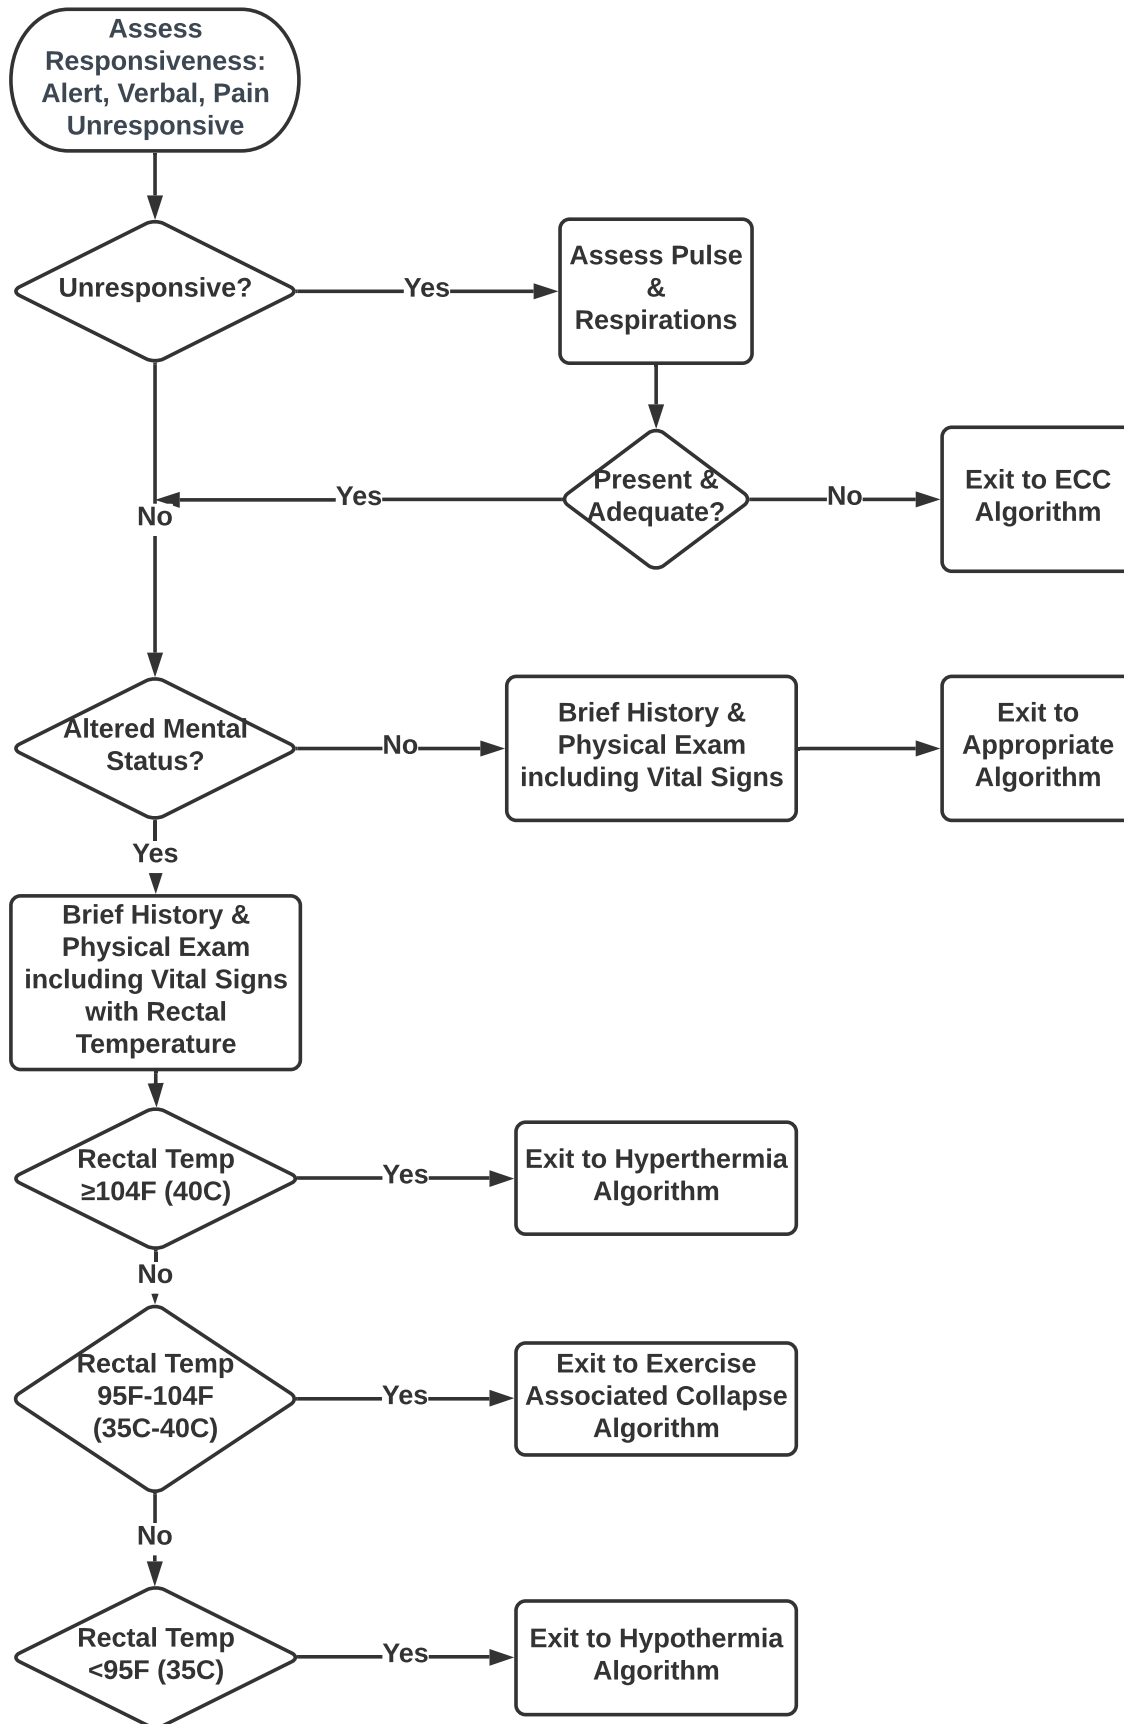 Assess
Responsiveness:
Alert, Verbal, Pain
Unresponsive
Unresponsive?
Yes
Assess Pulse
&
Respirations
Present &
Adequate?
Yes
No
Exit to ECC
Algorithm
No
Altered Mental
Status?
No
Brief History &
Physical Exam
including Vital Signs
Exit to
Appropriate
Algorithm
Yes
Brief History &
Physical Exam
including Vital Signs
with Rectal
Temperature
Rectal Temp
≥104F (40C)
Yes
Exit to Hyperthermia
Algorithm
No
Rectal Temp
95F-104F
(35C-40C)
Yes
Exit to Exercise
Associated Collapse
Algorithm
No
Rectal Temp
<95F (35C)
Yes
Exit to Hypothermia
Algorithm